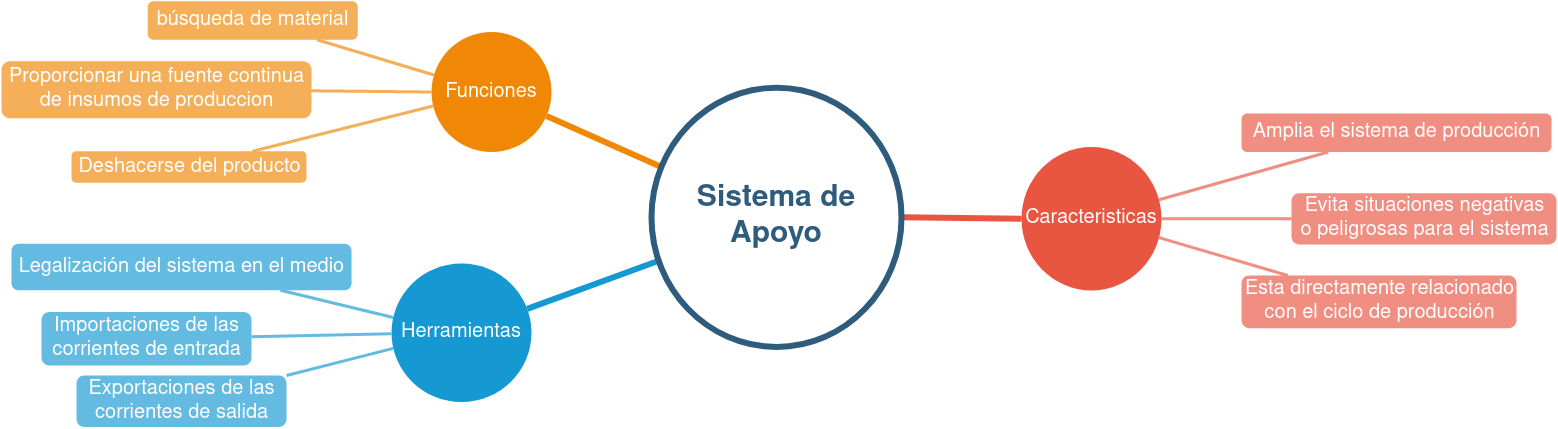 búsqueda de material
Proporcionar una fuente continua
de insumos de produccion
Deshacerse del producto
Funciones
Legalización del sistema en el medio
Importaciones de las
corrientes de entrada
Exportaciones de las
corrientes de salida
Herramientas
Sistema de
Apoyo
Caracteristicas
Amplia el sistema de producción
Evita situaciones negativas
o peligrosas para el sistema
Esta directamente relacionado
con el ciclo de producción